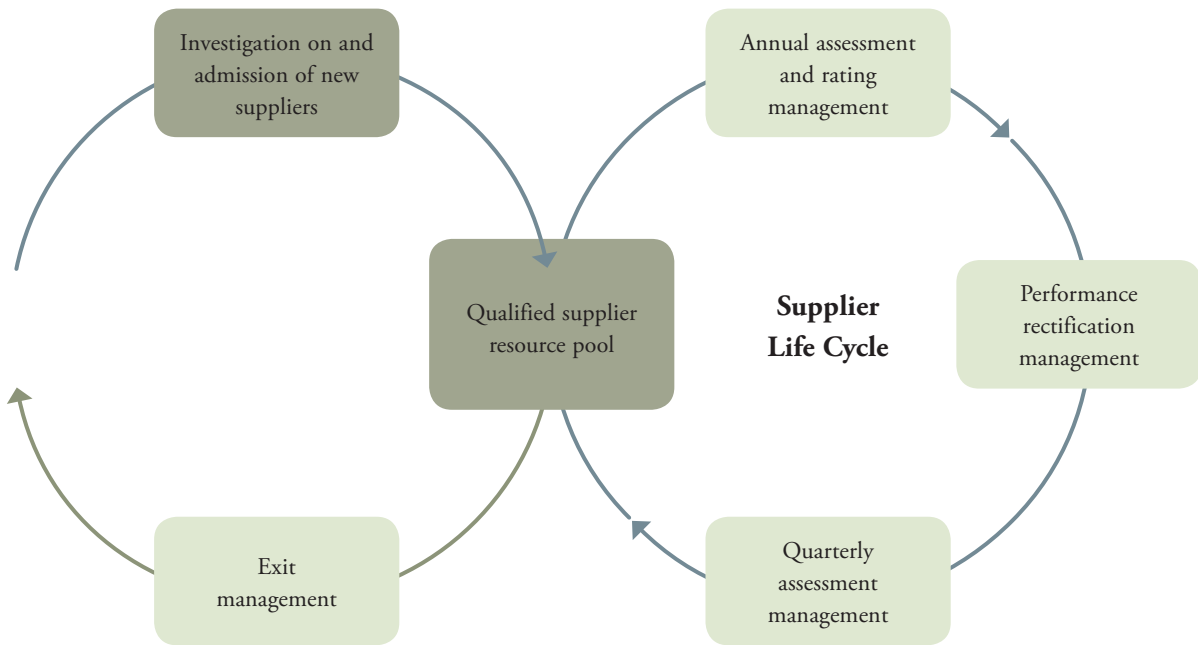 Investigation on and
admission of new
suppliers
Annual assessment
and rating
management
Qualified supplier
resource pool
Supplier
Life Cycle
Performance
rectification
management
Exit
management
Quarterly
assessment
management